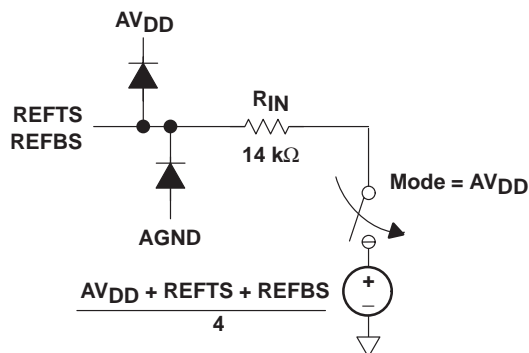 AVDD
REFTS
REFBS
RIN
14 kΩ
Mode = AVDD
AGND
AVDD + REFTS + REFBS
4
+
–